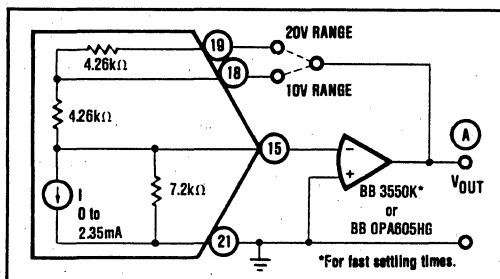 19
20V RANGE
4.26kΩ
18
10V RANGE
4.26kΩ
15
A
−
+
BB 3550K*
or
BB OPA605HG
VOUT
I
0 to
2.35mA
7.2kΩ
21
*For fast settling times.